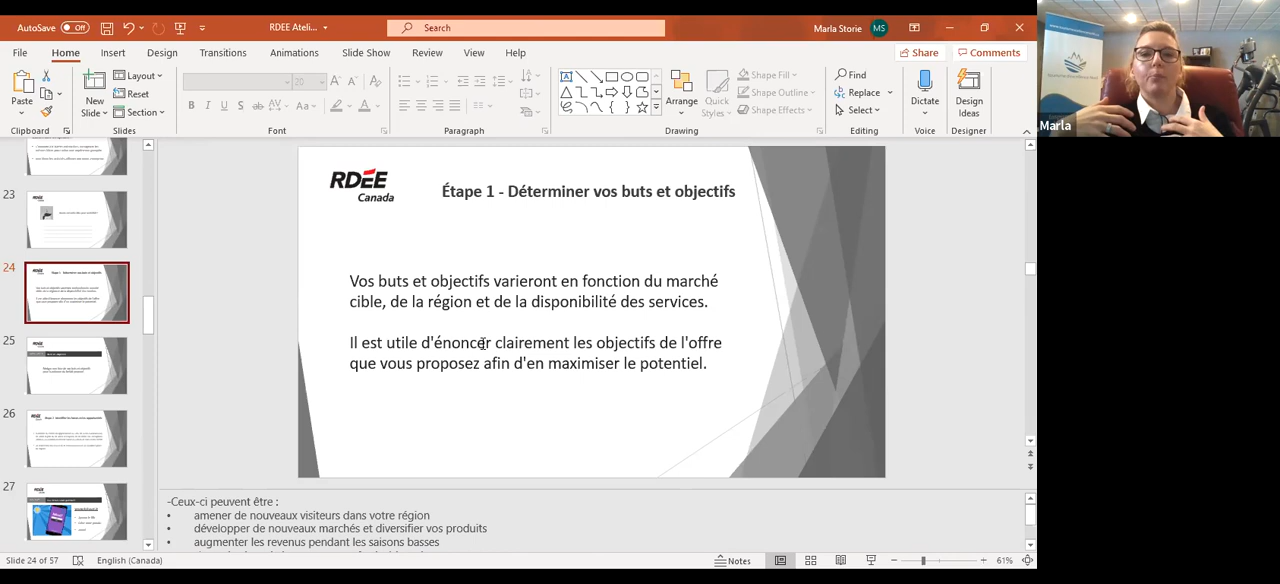 AutoSave Off RDEE Ateli... Search Marla Storie MS
File Home Insert Design Transitions Animations Slide Show Review View Help Share Comments
Paste
Clipboard
New Slide
Layout
Reset
Section
Slides
20
Font
Paragraph
Arrange
Quick Styles
Shape Fill
Shape Outline
Shape Effects
Drawing
Find
Replace
Select
Editing
Dictate
Voice
Design Ideas
Designer
Marla
23
24
25
26
27
RDÉE
Canada
Étape 1 - Déterminer vos buts et objectifs
Vos buts et objectifs varieront en fonction du marché
cible, de la région et de la disponibilité des services.
Il est utile d'énoncer clairement les objectifs de l'offre
que vous proposez afin d'en maximiser le potentiel.
-Ceux-ci peuvent être :
• amener de nouveaux visiteurs dans votre région
• développer de nouveaux marchés et diversifier vos produits
• augmenter les revenus pendant les saisons basses
Slide 24 of 57 English (Canada) Notes 61%